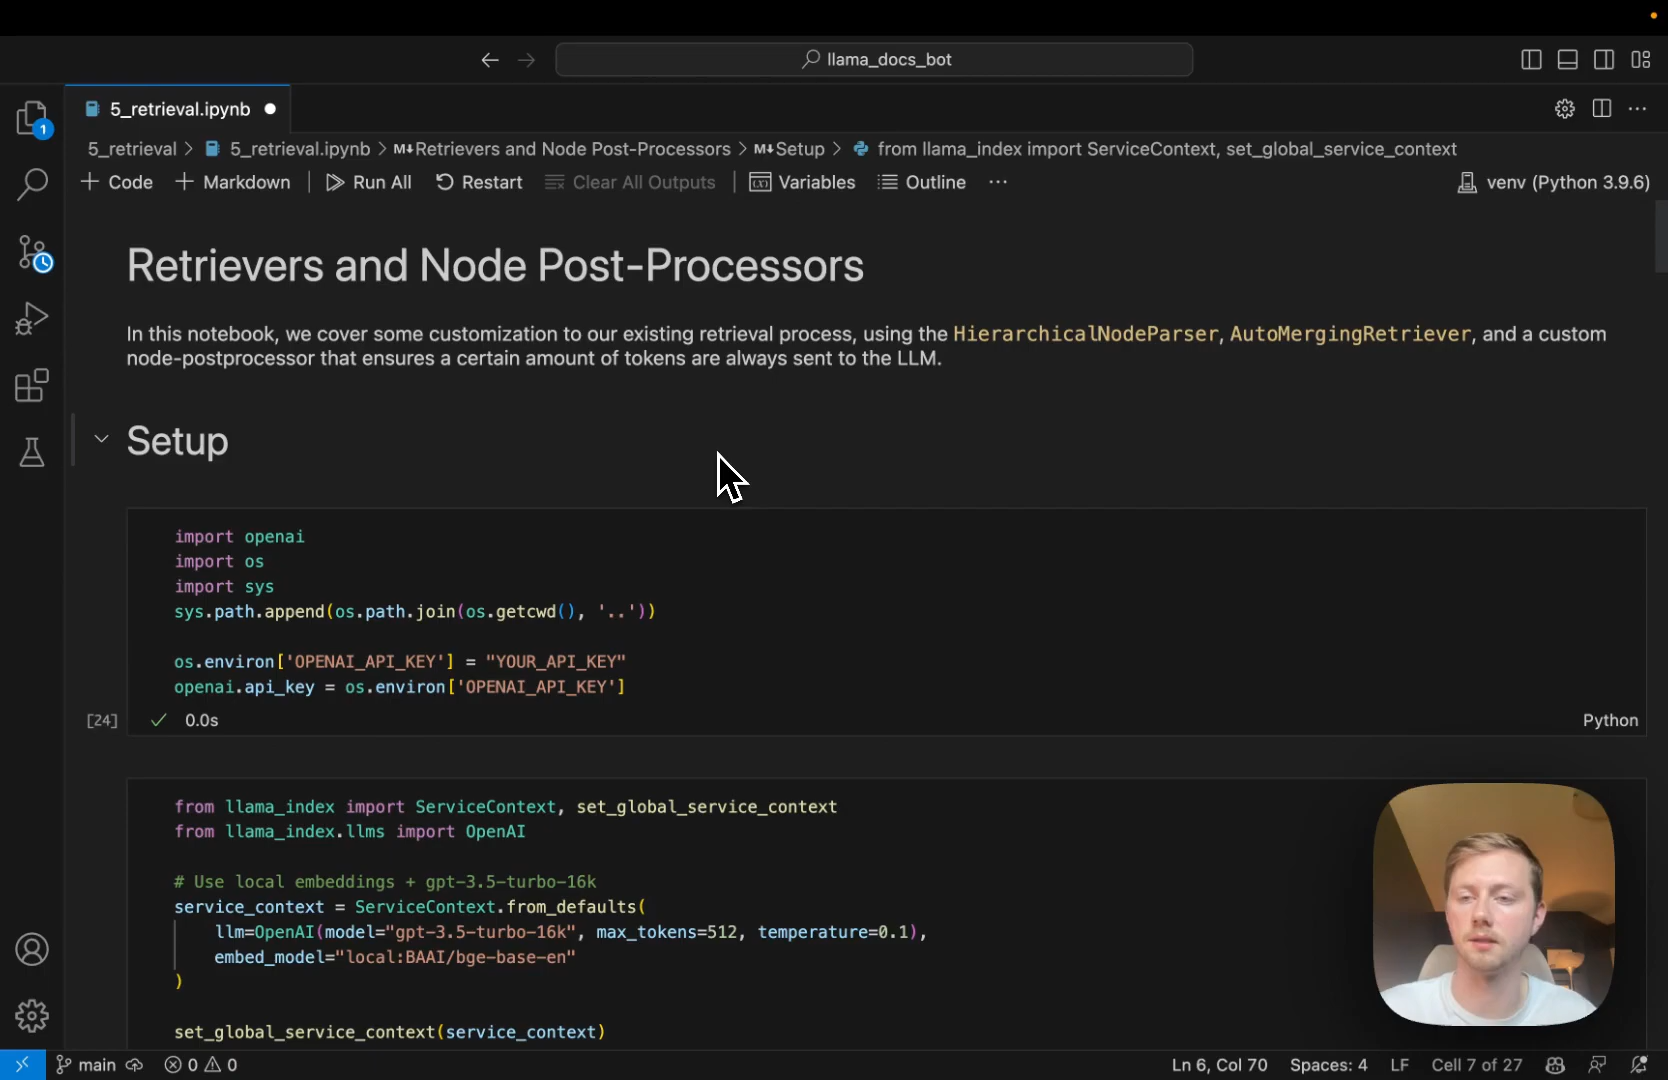 llama_docs_bot
5_retrieval.ipynb
1
5_retrieval > 5_retrieval.ipynb > M↓Retrievers and Node Post-Processors > M↓Setup > from llama_index import ServiceContext, set_global_service_context
+ Code + Markdown Run All Restart Clear All Outputs Variables Outline ... venv (Python 3.9.6)
Retrievers and Node Post-Processors
In this notebook, we cover some customization to our existing retrieval process, using the HierarchicalNodeParser, AutoMergingRetriever, and a custom
node-postprocessor that ensures a certain amount of tokens are always sent to the LLM.
Setup
import openai
import os
import sys
sys.path.append(os.path.join(os.getcwd(), '..'))
os.environ['OPENAI_API_KEY'] = "YOUR_API_KEY"
openai.api_key = os.environ['OPENAI_API_KEY']
[24] 0.0s Python
from llama_index import ServiceContext, set_global_service_context
from llama_index.llms import OpenAI
# Use local embeddings + gpt-3.5-turbo-16k
service_context = ServiceContext.from_defaults(
llm=OpenAI(model="gpt-3.5-turbo-16k", max_tokens=512, temperature=0.1),
embed_model="local:BAAI/bge-base-en"
)
set_global_service_context(service_context)
main 0 0 Ln 6, Col 70 Spaces: 4 LF Cell 7 of 27